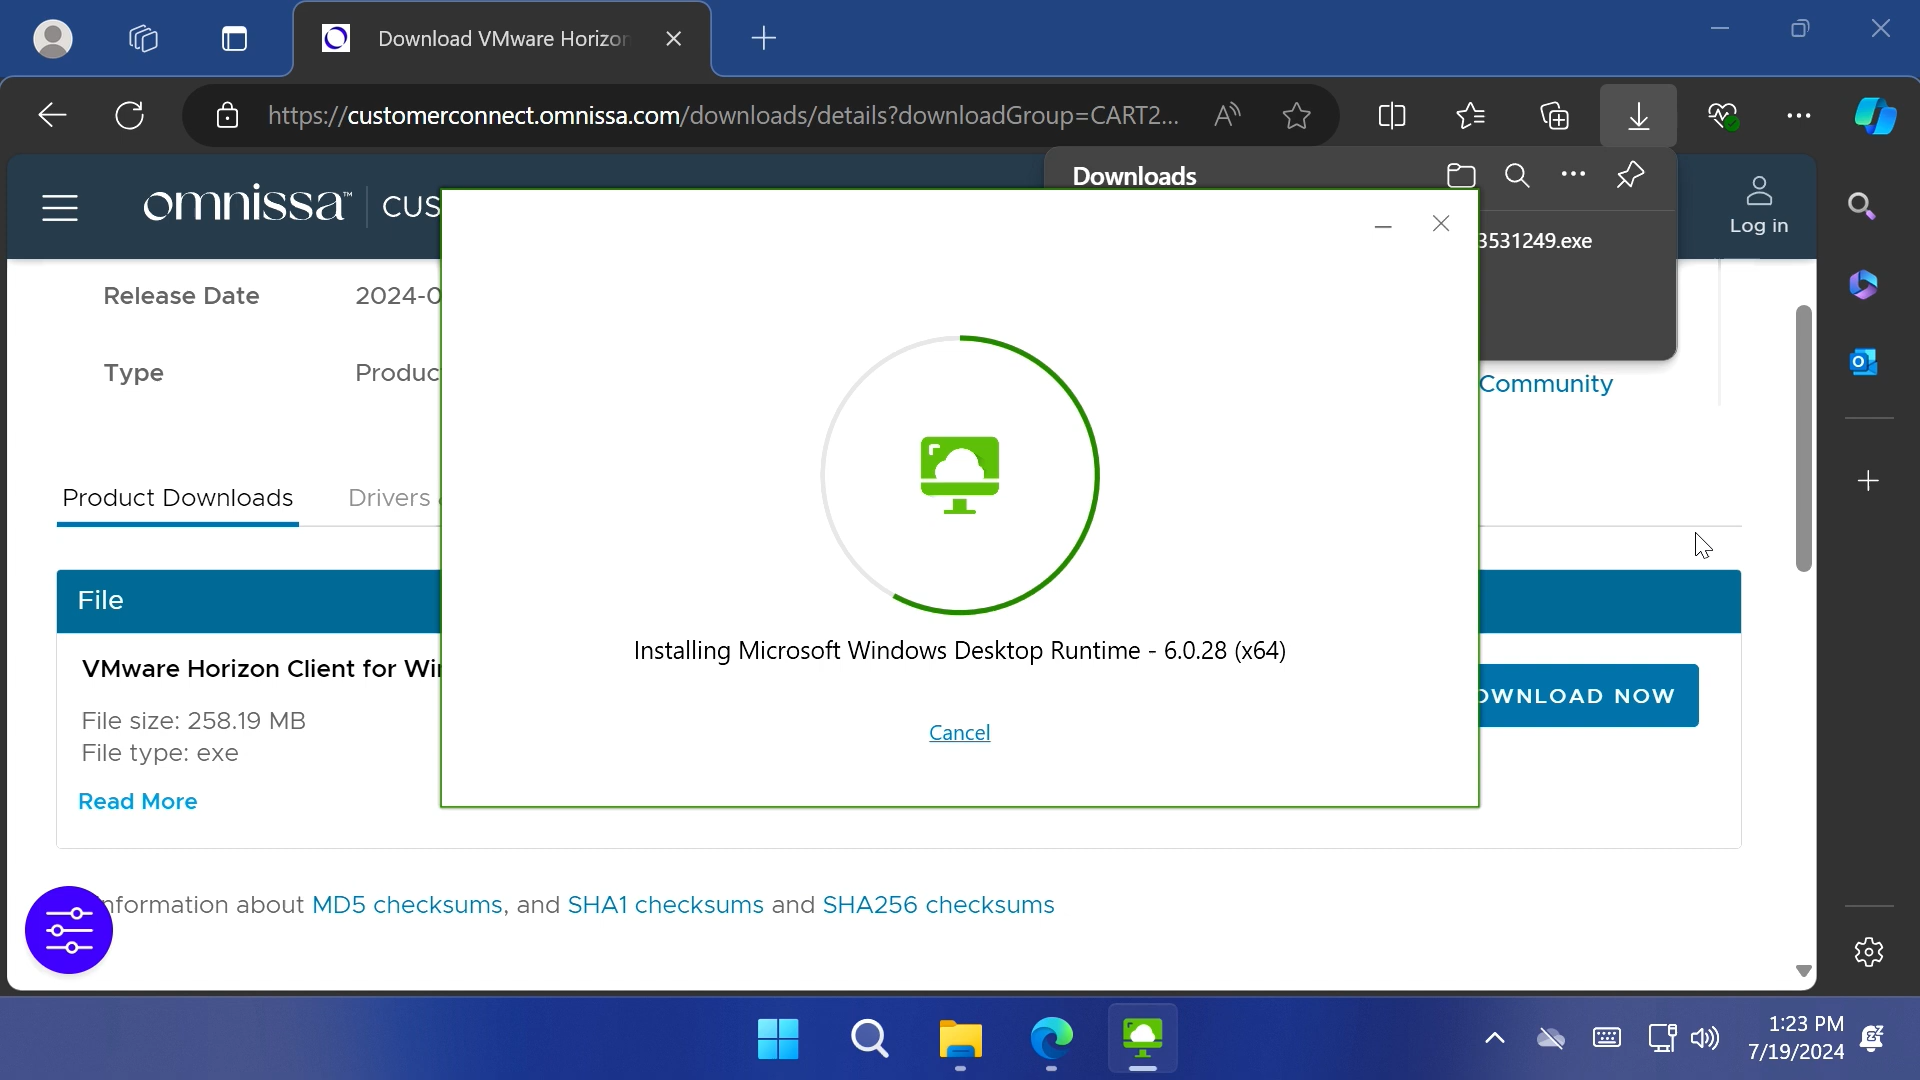 Download VMware Horizon
https://customerconnect.omnissa.com/downloads/details?downloadGroup=CART2...
Downloads
omnissa™ CUS
Log in
3531249.exe
Release Date 2024-0
Type Produc
Community
Product Downloads Drivers
File
Installing Microsoft Windows Desktop Runtime - 6.0.28 (x64)
VMware Horizon Client for Wi
OWNLOAD NOW
File size: 258.19 MB
Cancel
File type: exe
Read More
nformation about MD5 checksums, and SHA1 checksums and SHA256 checksums
1:23 PM
7/19/2024